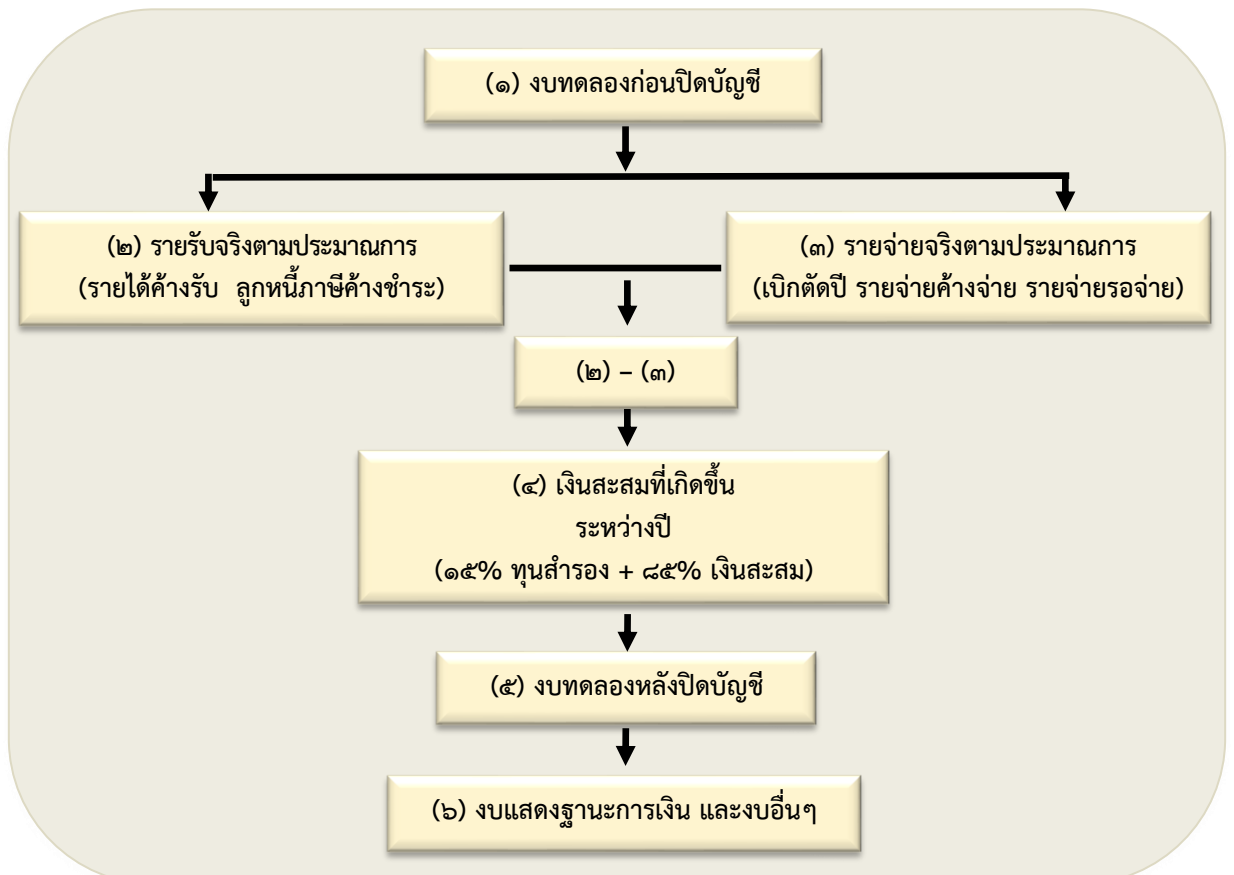 (๑) งบทดลองก่อนปิดบัญชี
(๒) รายรับจริงตามประมาณการ
(รายได้ค้างรับ ลูกหนี้ภาษีค้างชำระ)
(๓) รายจ่ายจริงตามประมาณการ
(เบิกตัดปี รายจ่ายค้างจ่าย รายจ่ายรอจ่าย)
(๒) – (๓)
(๔) เงินสะสมที่เกิดขึ้น
ระหว่างปี
(๑๕% ทุนสำรอง + ๘๕% เงินสะสม)
(๕) งบทดลองหลังปิดบัญชี
(๖) งบแสดงฐานะการเงิน และงบอื่นๆ